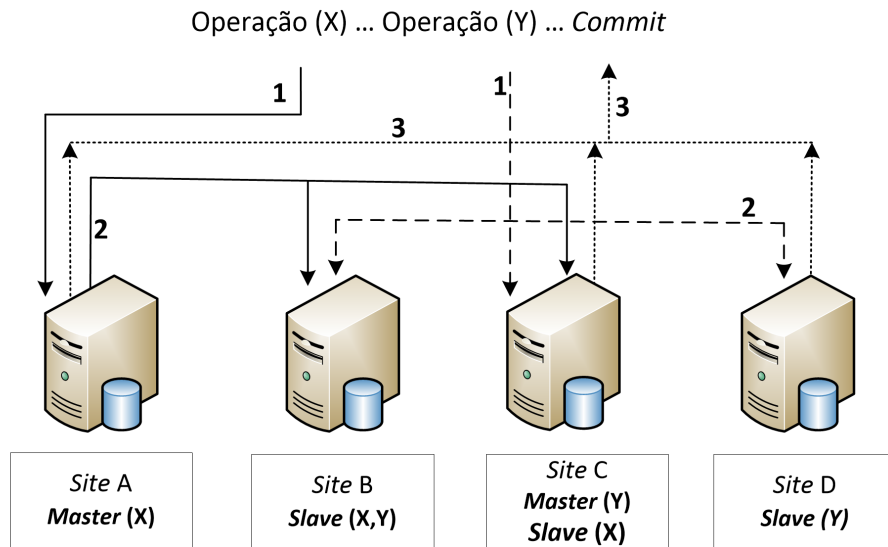 Operação (X) ... Operação (Y) ... Commit
1
1
3
3
2
2
Site A
Master (X)
Site B
Slave (X,Y)
Site C
Master (Y)
Slave (X)
Site D
Slave (Y)